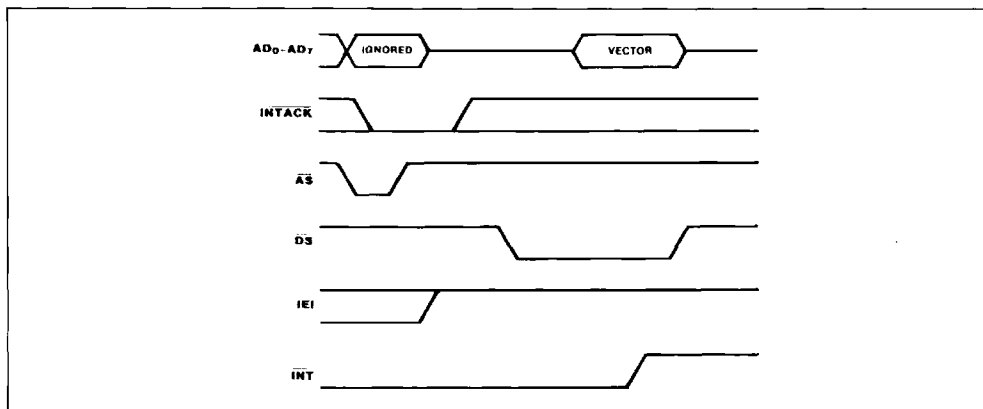 AD₀-AD₇ IGNORED VECTOR
INTACK
AS
DS
IEI
INT